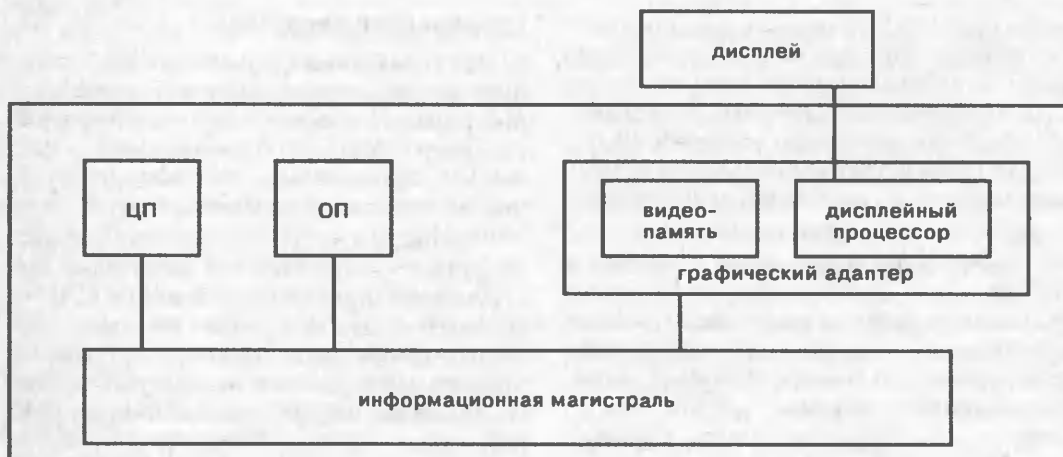 дисплей
ЦП
ОП
видео-
память
дисплейный
процессор
графический адаптер
информационная магистраль